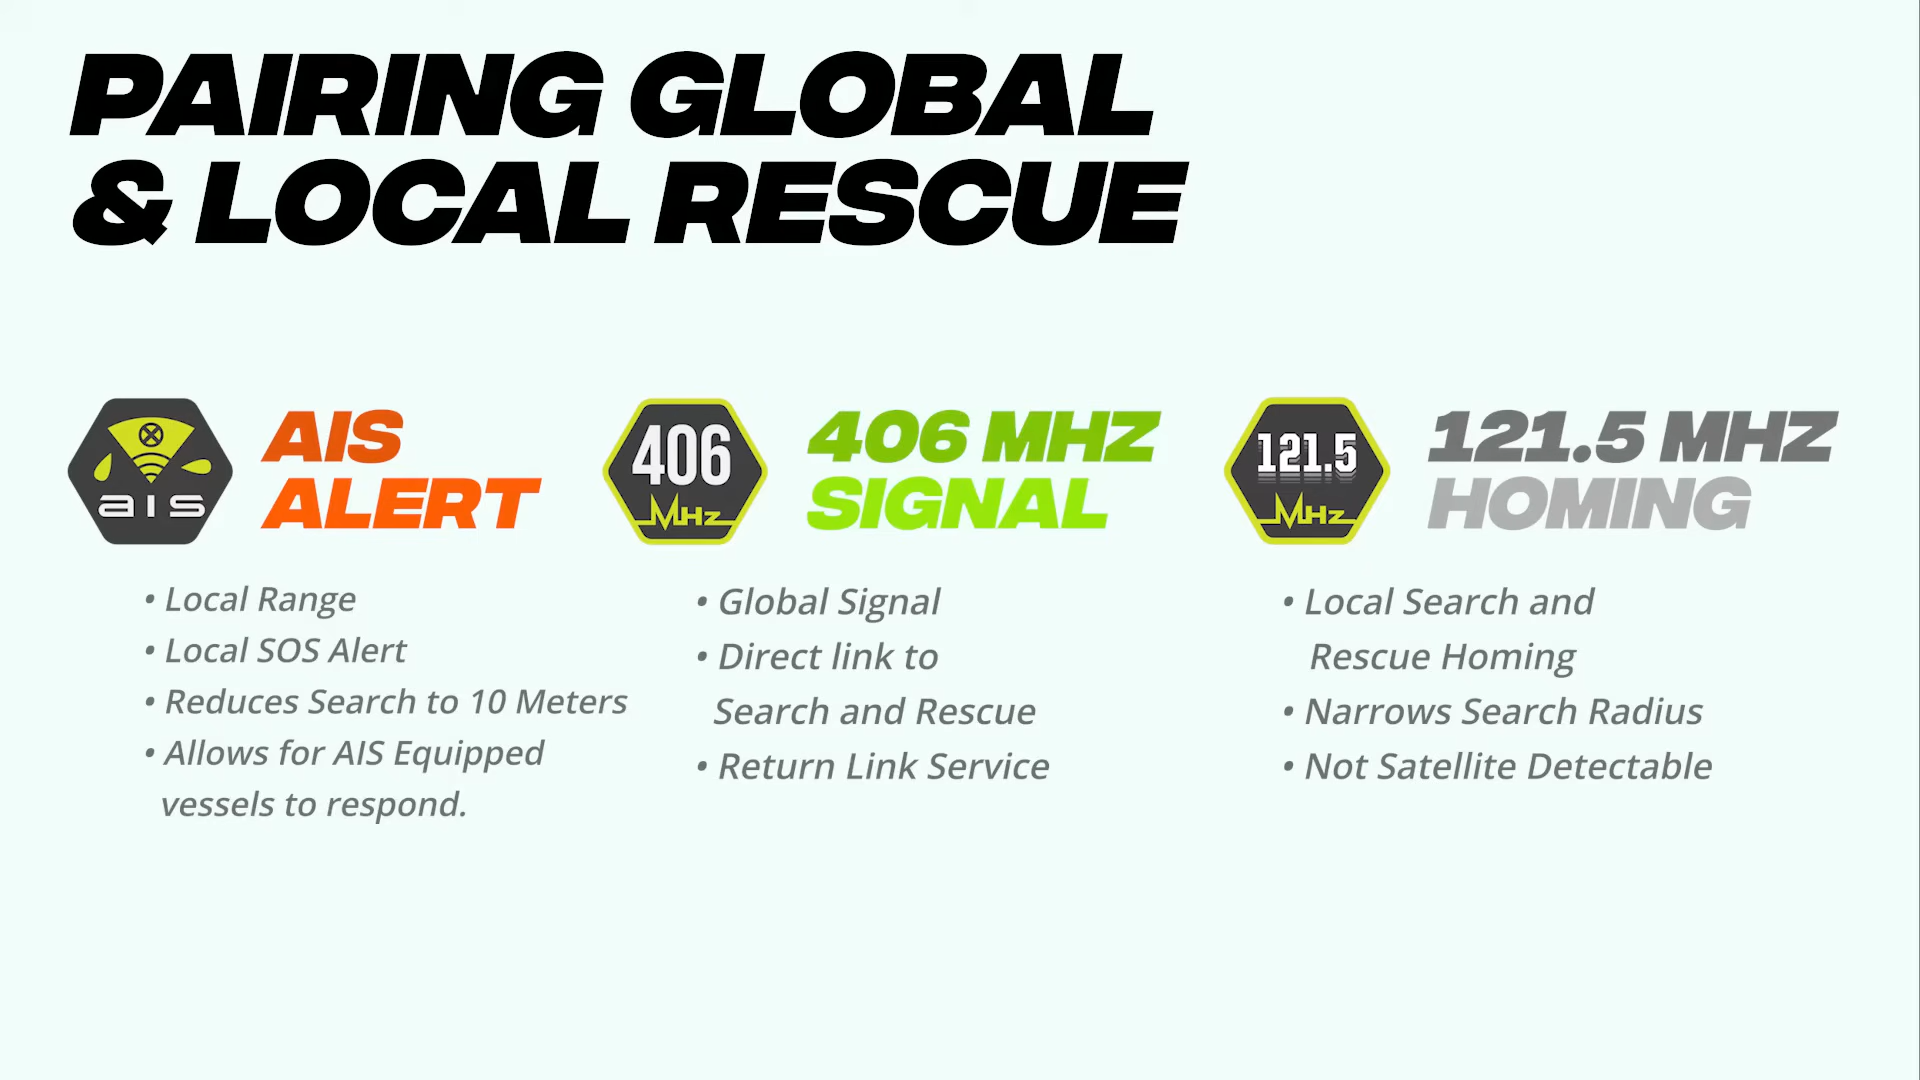 PAIRING GLOBAL
& LOCAL RESCUE
ais
AIS
ALERT
• Local Range
• Local SOS Alert
• Reduces Search to 10 Meters
• Allows for AIS Equipped
vessels to respond.
406
MHz
406 MHZ
SIGNAL
• Global Signal
• Direct link to
Search and Rescue
• Return Link Service
121.5
MHz
121.5 MHZ
HOMING
• Local Search and
Rescue Homing
• Narrows Search Radius
• Not Satellite Detectable